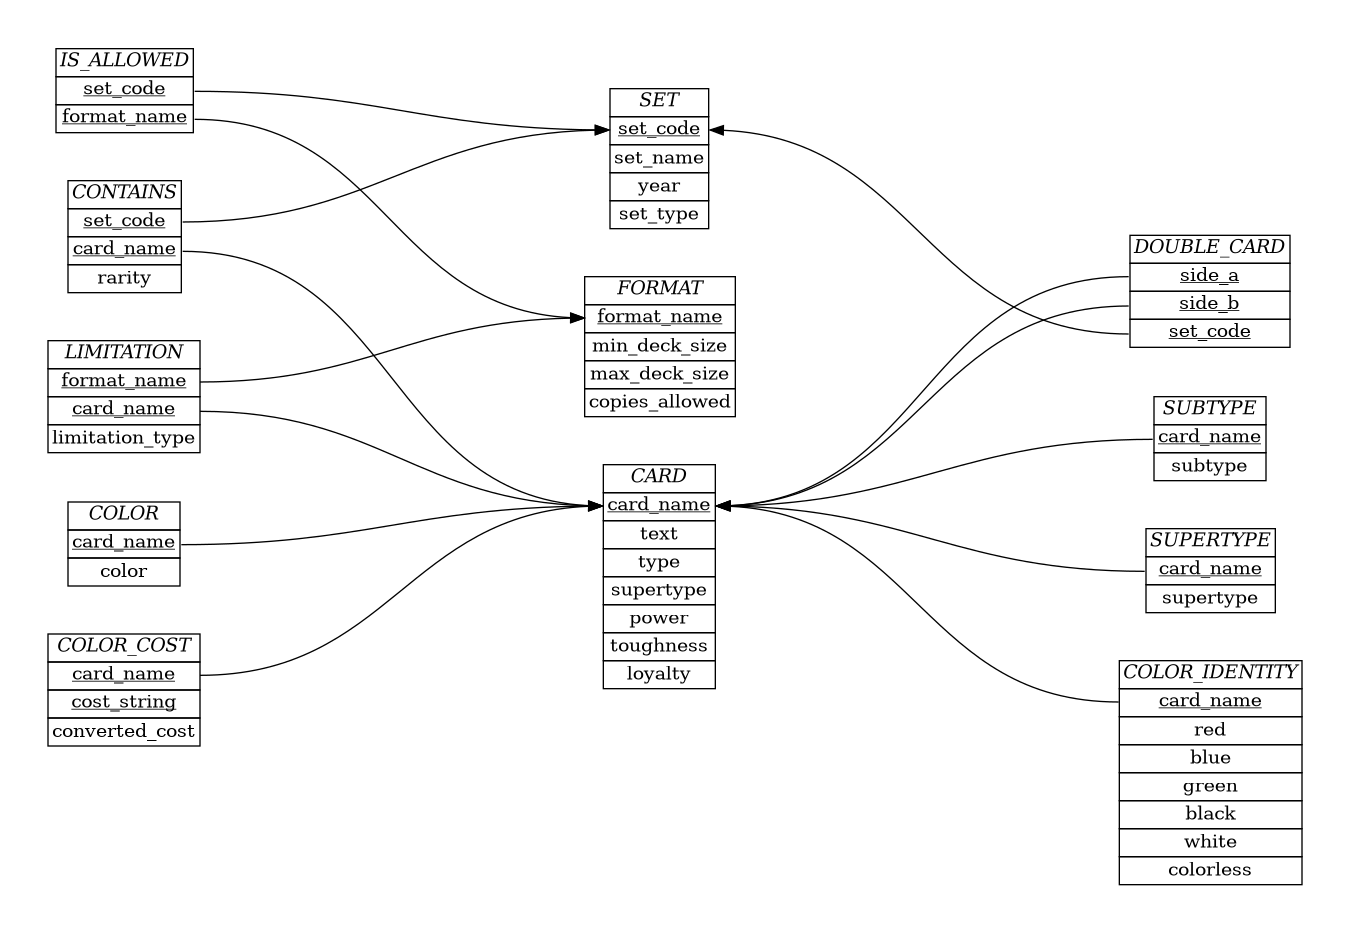 IS_ALLOWED
set_code
format_name
CONTAINS
set_code
card_name
rarity
LIMITATION
format_name
card_name
limitation_type
COLOR
card_name
color
COLOR_COST
card_name
cost_string
converted_cost
SET
set_code
set_name
year
set_type
FORMAT
format_name
min_deck_size
max_deck_size
copies_allowed
CARD
card_name
text
type
supertype
power
toughness
loyalty
DOUBLE_CARD
side_a
side_b
set_code
SUBTYPE
card_name
subtype
SUPERTYPE
card_name
supertype
COLOR_IDENTITY
card_name
red
blue
green
black
white
colorless